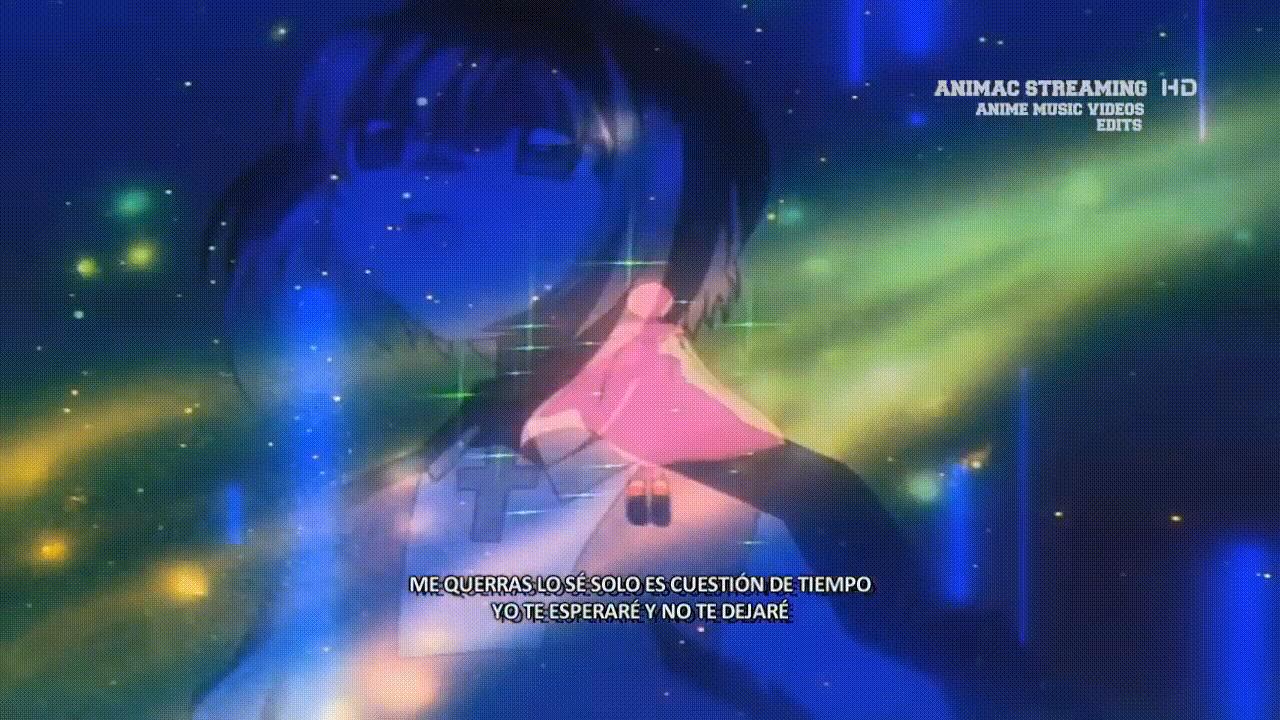 ANIMAC STREAMING HD
ANIME MUSIC VIDEOS
EDITS
ME QUERRAS LO SÉ SOLO ES CUESTIÓN DE TIEMPO
YO TE ESPERARÉ Y NO TE DEJARÉ